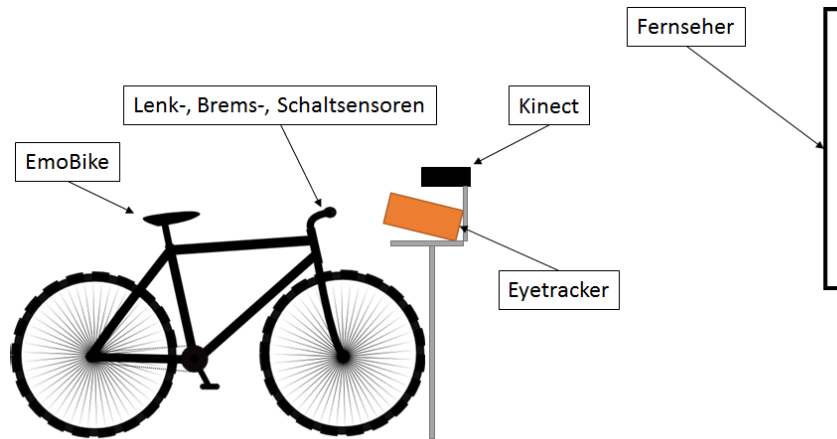 Fernseher
Lenk-, Brems-, Schaltsensoren
Kinect
EmoBike
Eyetracker